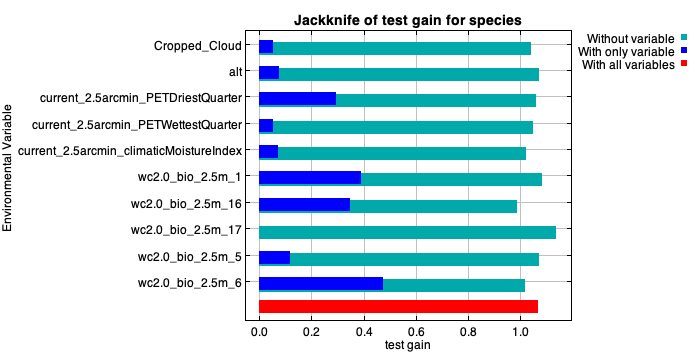 Jackknife of test gain for species
Without variable
With only variable
With all variables
Environmental Variable
Cropped_Cloud
alt
current_2.5arcmin_PETDriestQuarter
current_2.5arcmin_PETWettestQuarter
current_2.5arcmin_climaticMoistureIndex
wc2.0_bio_2.5m_1
wc2.0_bio_2.5m_16
wc2.0_bio_2.5m_17
wc2.0_bio_2.5m_5
wc2.0_bio_2.5m_6
0.0 0.2 0.4 0.6 0.8 1.0
test gain